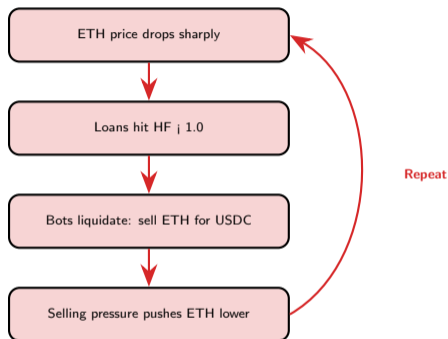 ETH price drops sharply
Loans hit HF ¡ 1.0
Bots liquidate: sell ETH for USDC
Repeat
Selling pressure pushes ETH lower